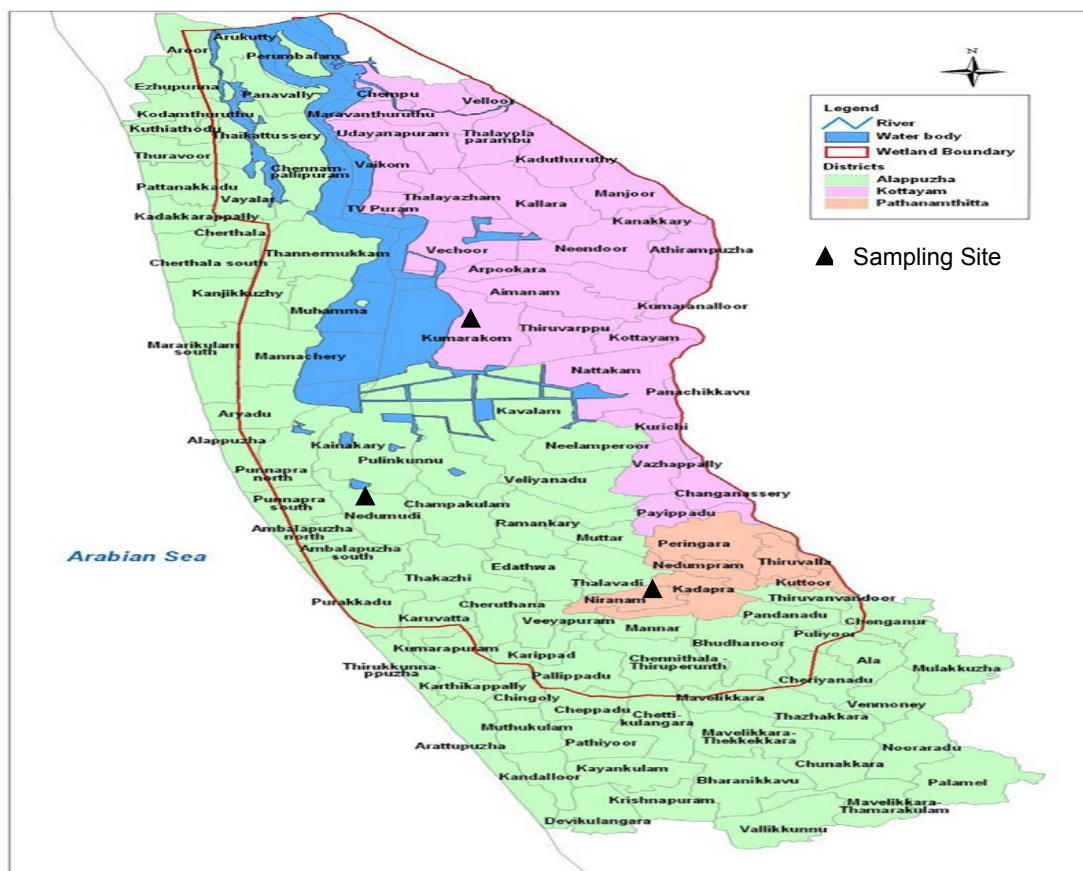 Arukutty
Aroor
Perumbalam
N
Ezhupunna
Panavally
Chempu
Velloor
Kodamthuruthu
Maravanthuruthu
Kuthiathodu
Thaikattussery
Udayanapuram
Thalayola
parambu
Thuravoor
Chennam-
pallipuram
Vaikom
Kaduthuruthy
Pattanakkadu
Vayalar
Thalayazham
Kallara
Manjoor
TV Puram
Kadakkarappally
Kanakkary
Cherthala
Thannermukkam
Vechoor
Neendoor
Athirampuzha
Cherthala south
Arpookara
Kanjikkuzhy
Aimanam
Muhamma
Kumaranalloor
Mararikulam
south
Mannachery
Kumarakom
Thiruvarppu
Kottayam
Nattakam
Panachikkavu
Aryadu
Kavalam
Alappuzha
Kainakary
Kurichi
Neelamperoor
Pulinkunnu
Vazhappally
Punnapra
north
Veliyanadu
Changanassery
Punnapra
south
Champakulam
Payippadu
Nedumudi
Ambalapuzha
north
Ramankary
Muttar
Peringara
Arabian Sea
Ambalapuzha
south
Edathwa
Nedumpram
Thiruvalla
Thakazhi
Thalavadi
Kuttoor
Purakkadu
Cheruthana
Niranam
Kadapra
Thiruvanvandoor
Karuvatta
Veeyapuram
Mannar
Pandanadu
Chenganur
Kumarapuram
Karippad
Bhudhanoor
Puliyoor
Thirukkunna-
ppuzha
Pallippadu
Chennithala -
Thiruperunth
Ala
Mulakkuzha
Karthikappally
Cheriyanadu
Chingoly
Mavelikkara
Venmoney
Cheppadu
Chetti-
kulangara
Thazhakkara
Muthukulam
Mavelikkara-
Thekkekkara
Arattupuzha
Pathiyoor
Nooraradu
Chunakkara
Kandalloor
Kayankulam
Bharanikkavu
Palamel
Krishnapuram
Mavelikkara-
Thamarakulam
Devikulangara
Vallikkunnu
Legend
River
Water body
Wetland Boundary
Districts
Alappuzha
Kottayam
Pathanamthitta
Sampling Site